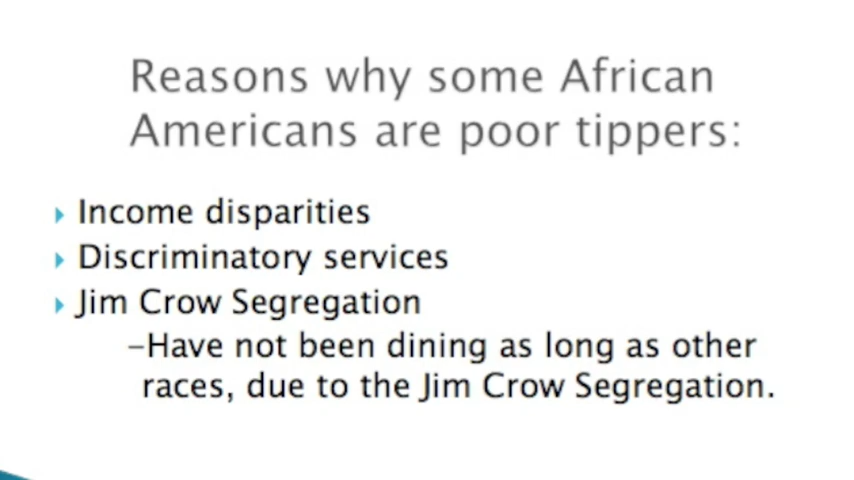 Reasons why some African
Americans are poor tippers:
Income disparities
Discriminatory services
Jim Crow Segregation
–Have not been dining as long as other
races, due to the Jim Crow Segregation.